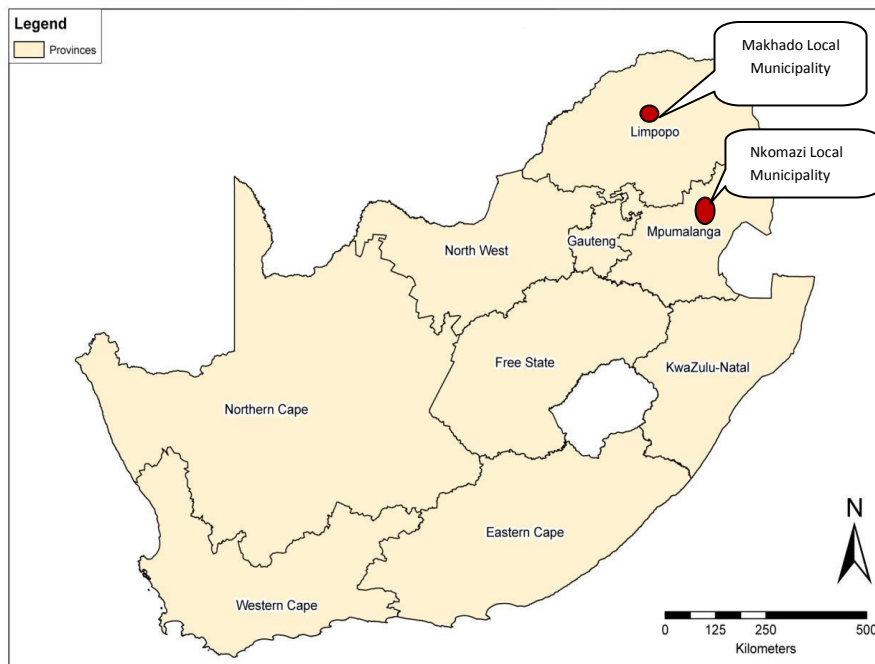 Legend
Provinces
Makhado Local
Municipality
Limpopo
Nkomazi Local
Municipality
Mpumalanga
Gauteng
North West
Free State
KwaZulu-Natal
Northern Cape
Eastern Cape
Western Cape
N
0 125 250 500
Kilometers